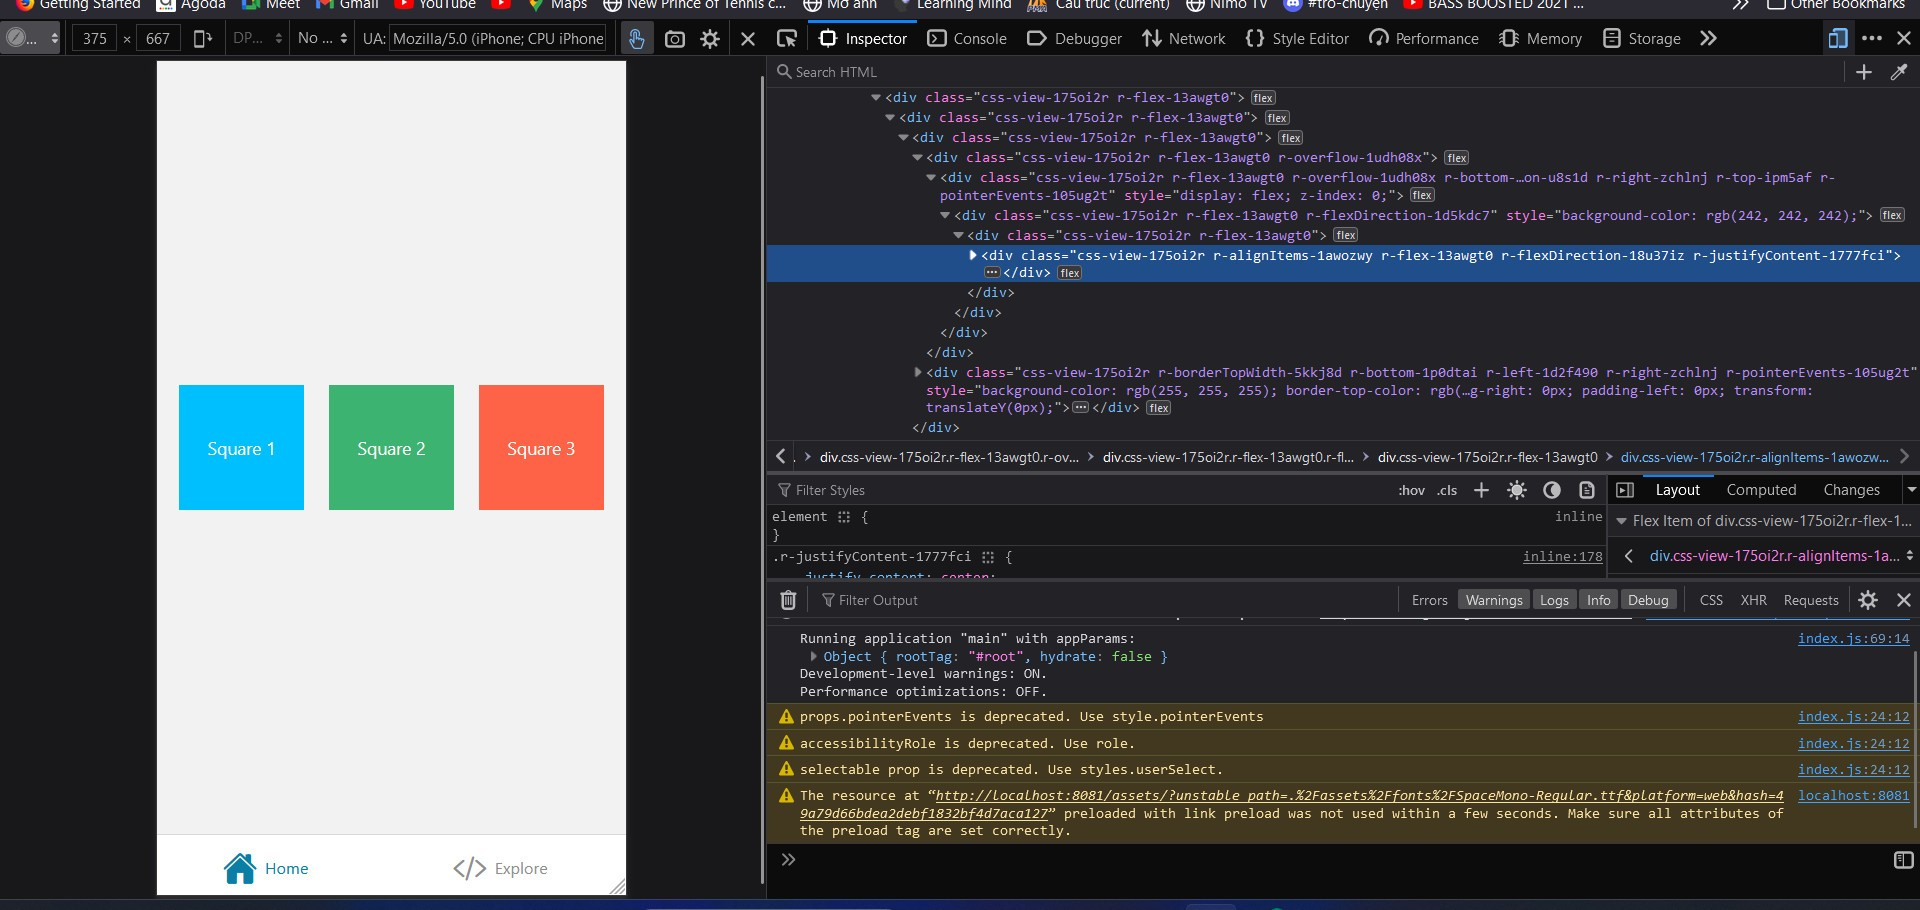 Getting Started Agoda Meet Gmail YouTube Maps New Prince of Tennis c... Mơ anh Learning Mind Cấu trúc (current) Nimo TV #trò-chuyện BASS BOOSTED 2021 ... Other Bookmarks
... 375 × 667 DP... No ... UA: Mozilla/5.0 (iPhone; CPU iPhone
Inspector Console Debugger Network Style Editor Performance Memory Storage
Search HTML
<div class="css-view-175oi2r r-flex-13awgt0"> flex
<div class="css-view-175oi2r r-flex-13awgt0"> flex
<div class="css-view-175oi2r r-flex-13awgt0"> flex
<div class="css-view-175oi2r r-flex-13awgt0 r-overflow-1udh08x"> flex
<div class="css-view-175oi2r r-flex-13awgt0 r-overflow-1udh08x r-bottom-…on-u8s1d r-right-zchlnj r-top-ipm5af r-
pointerEvents-105ug2t" style="display: flex; z-index: 0;"> flex
<div class="css-view-175oi2r r-flex-13awgt0 r-flexDirection-1d5kdc7" style="background-color: rgb(242, 242, 242);"> flex
<div class="css-view-175oi2r r-flex-13awgt0"> flex
<div class="css-view-175oi2r r-alignItems-1awozwy r-flex-13awgt0 r-flexDirection-18u37iz r-justifyContent-1777fci">
</div> flex
</div>
</div>
</div>
</div>
<div class="css-view-175oi2r r-borderTopWidth-5kkj8d r-bottom-1p0dtai r-left-1d2f490 r-right-zchlnj r-pointerEvents-105ug2t"
style="background-color: rgb(255, 255, 255); border-top-color: rgb(…g-right: 0px; padding-left: 0px; transform:
translateY(0px);"></div> flex
</div>
div.css-view-175oi2r.r-flex-13awgt0.r-ov... div.css-view-175oi2r.r-flex-13awgt0.r-fl... div.css-view-175oi2r.r-flex-13awgt0 div.css-view-175oi2r.r-alignItems-1awozw...
Filter Styles :hov .cls
element {
inline
}
.r-justifyContent-1777fci {
inline:178
justify-content: center;
Layout Computed Changes
Flex Item of div.css-view-175oi2r.r-flex-1...
div.css-view-175oi2r.r-alignItems-1a...
Filter Output Errors Warnings Logs Info Debug CSS XHR Requests
Running application "main" with appParams: index.js:69:14
Object { rootTag: "#root", hydrate: false }
Development-level warnings: ON.
Performance optimizations: OFF.
props.pointerEvents is deprecated. Use style.pointerEvents index.js:24:12
accessibilityRole is deprecated. Use role. index.js:24:12
selectable prop is deprecated. Use styles.userSelect. index.js:24:12
The resource at “http://localhost:8081/assets/?unstable_path=.%2Fassets%2Ffonts%2FSpaceMono-Regular.ttf&platform=web&hash=4 localhost:8081
9a79d66bdea2debf1832bf4d7aca127” preloaded with link preload was not used within a few seconds. Make sure all attributes of
the preload tag are set correctly.
Square 1 Square 2 Square 3
Home Explore